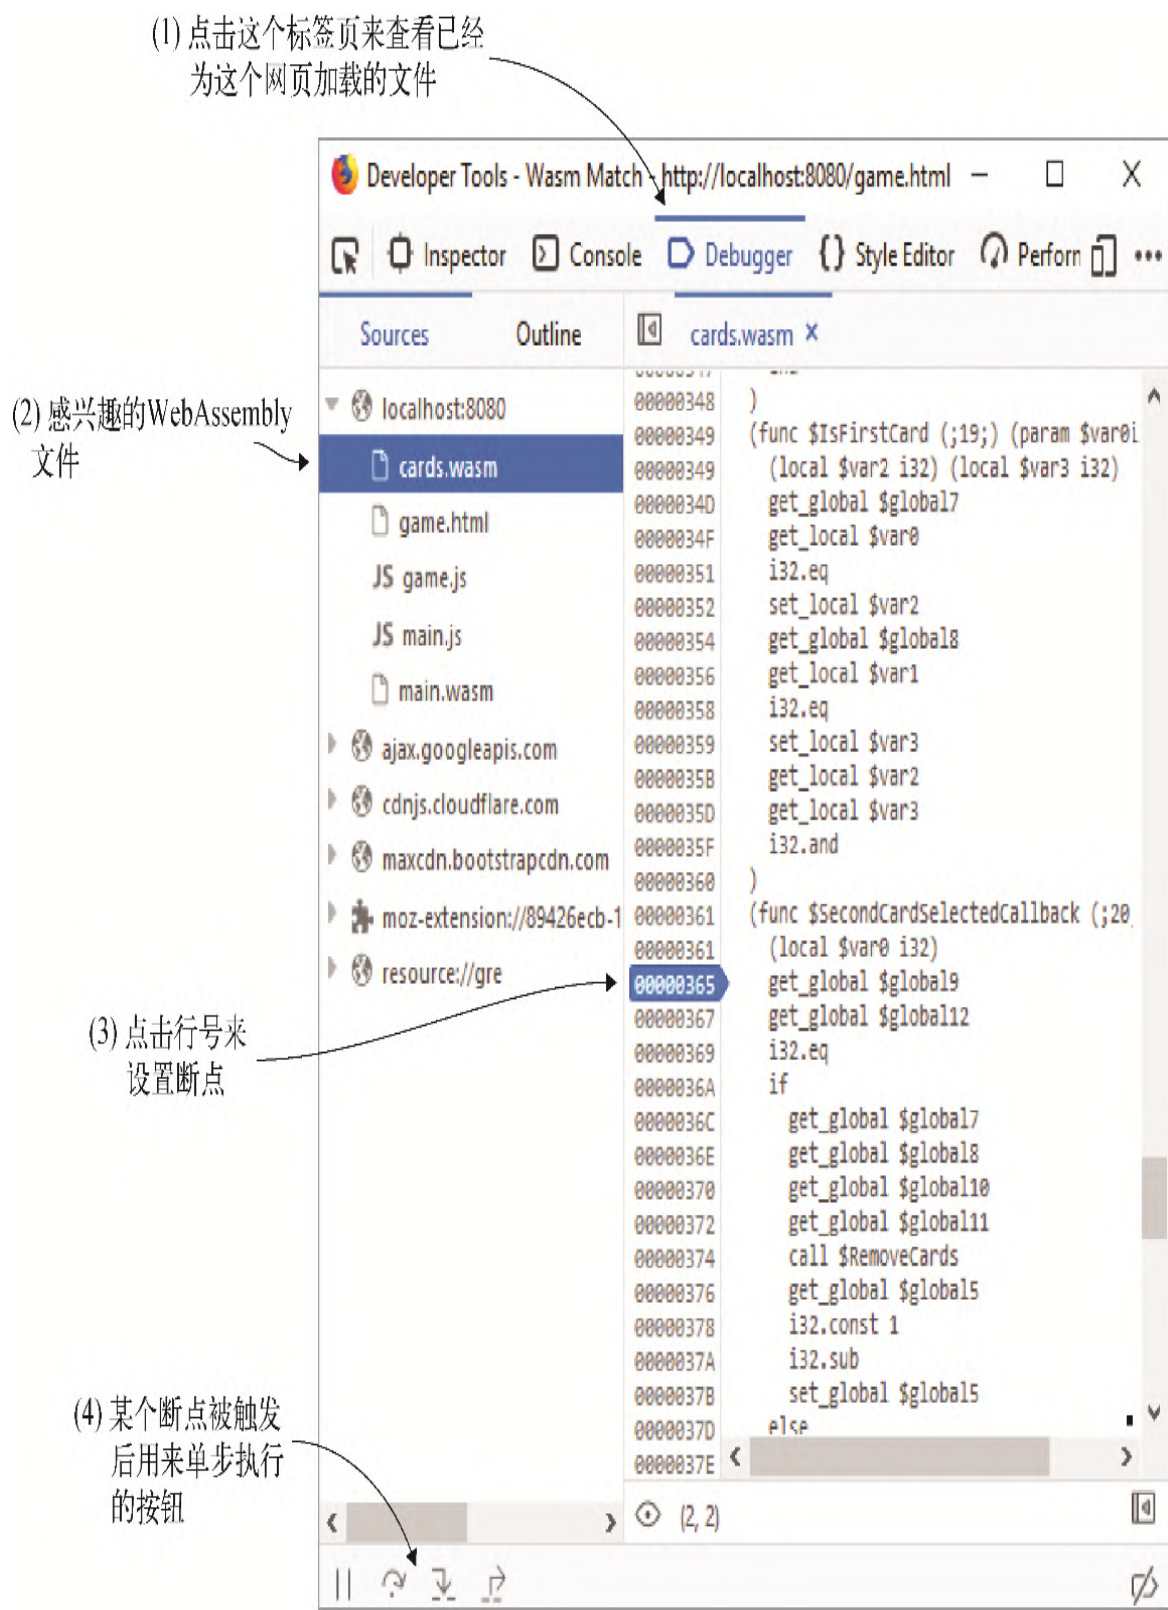 (1) 点击这个标签页来查看已经
为这个网页加载的文件
Developer Tools - Wasm Match - http://localhost:8080/game.html
Inspector Console Debugger {} Style Editor Perforn
Sources Outline cards.wasm ×
(2) 感兴趣的WebAssembly
文件
localhost:8080
cards.wasm
game.html
JS game.js
JS main.js
main.wasm
ajax.googleapis.com
cdnjs.cloudflare.com
maxcdn.bootstrapcdn.com
moz-extension://89426ecb-1
resource://gre
(3) 点击行号来
设置断点
(4) 某个断点被触发
后用来单步执行
的按钮
00000348 )
00000349 (func $IsFirstCard (;19;) (param $var0i
00000349 (local $var2 i32) (local $var3 i32)
0000034D get_global $global7
0000034F get_local $var0
00000351 i32.eq
00000352 set_local $var2
00000354 get_global $global8
00000356 get_local $var1
00000358 i32.eq
00000359 set_local $var3
0000035B get_local $var2
0000035D get_local $var3
0000035F i32.and
00000360 )
00000361 (func $SecondCardSelectedCallback (;20
00000361 (local $var0 i32)
00000365 get_global $global9
00000367 get_global $global12
00000369 i32.eq
0000036A if
0000036C get_global $global7
0000036E get_global $global8
00000370 get_global $global10
00000372 get_global $global11
00000374 call $RemoveCards
00000376 get_global $global5
00000378 i32.const 1
0000037A i32.sub
0000037B set_global $global5
0000037D else
0000037E
(2, 2)